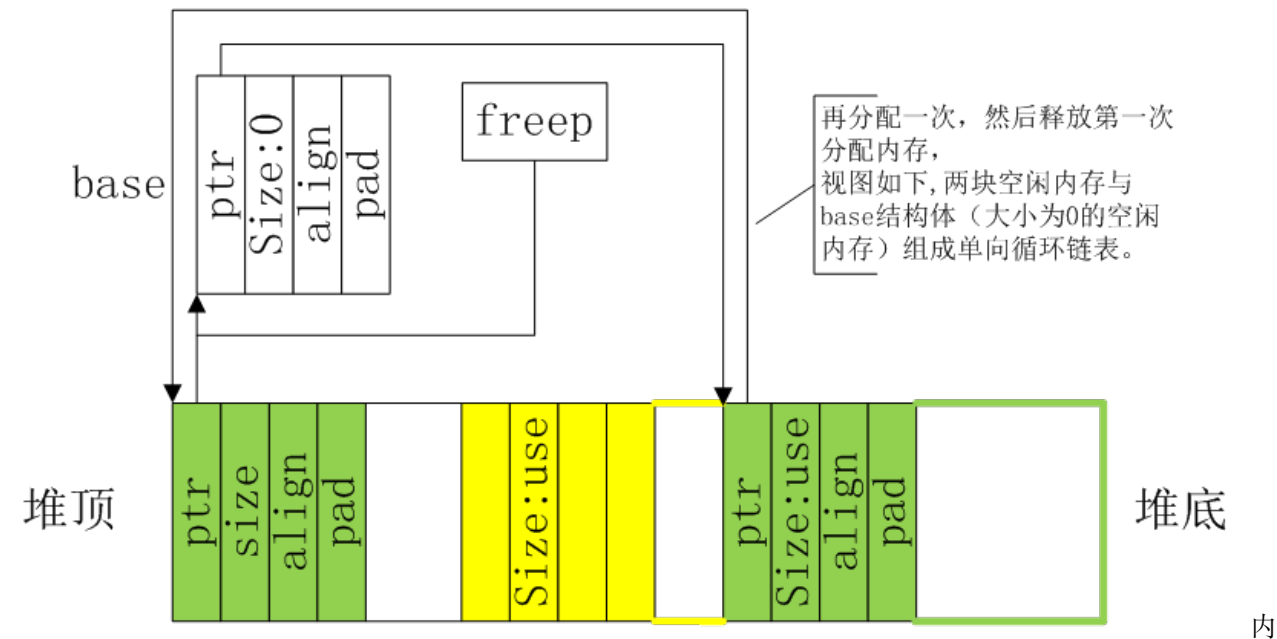 base
ptr
Size:0
align
pad
freep
再分配一次，然后释放第一次
分配内存，
视图如下,两块空闲内存与
base结构体（大小为0的空闲
内存）组成单向循环链表。
堆顶
ptr
size
align
pad
Size:use
ptr
Size:use
align
pad
堆底
内